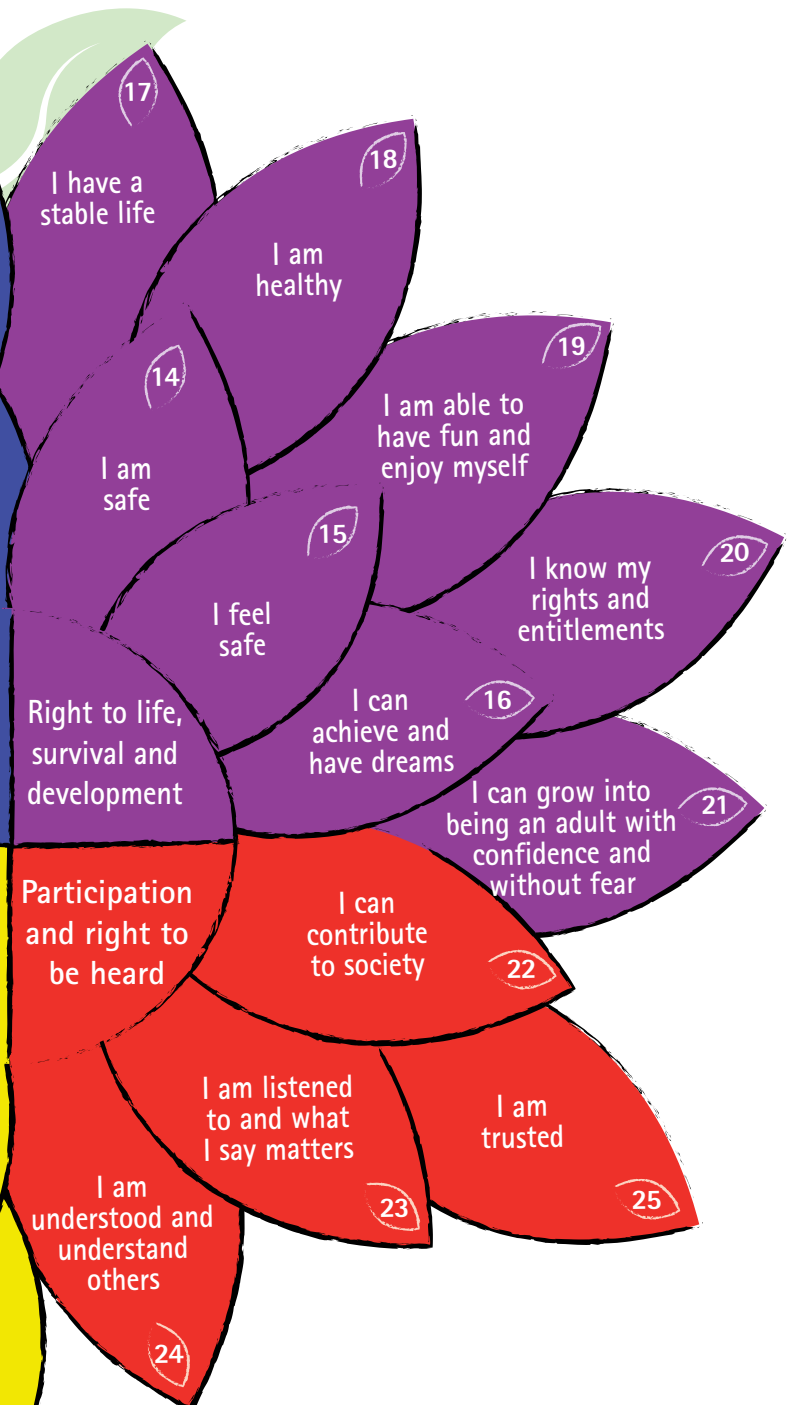 17
I have a
stable life
18
I am
healthy
19
I am able to
have fun and
enjoy myself
14
I am
safe
15
I feel
safe
20
I know my
rights and
entitlements
16
I can
achieve and
have dreams
Right to life,
survival and
development
21
I can grow into
being an adult with
confidence and
without fear
Participation
and right to
be heard
I can
contribute
to society
22
I am listened
to and what
I say matters
23
I am
trusted
25
I am
understood and
understand
others
24